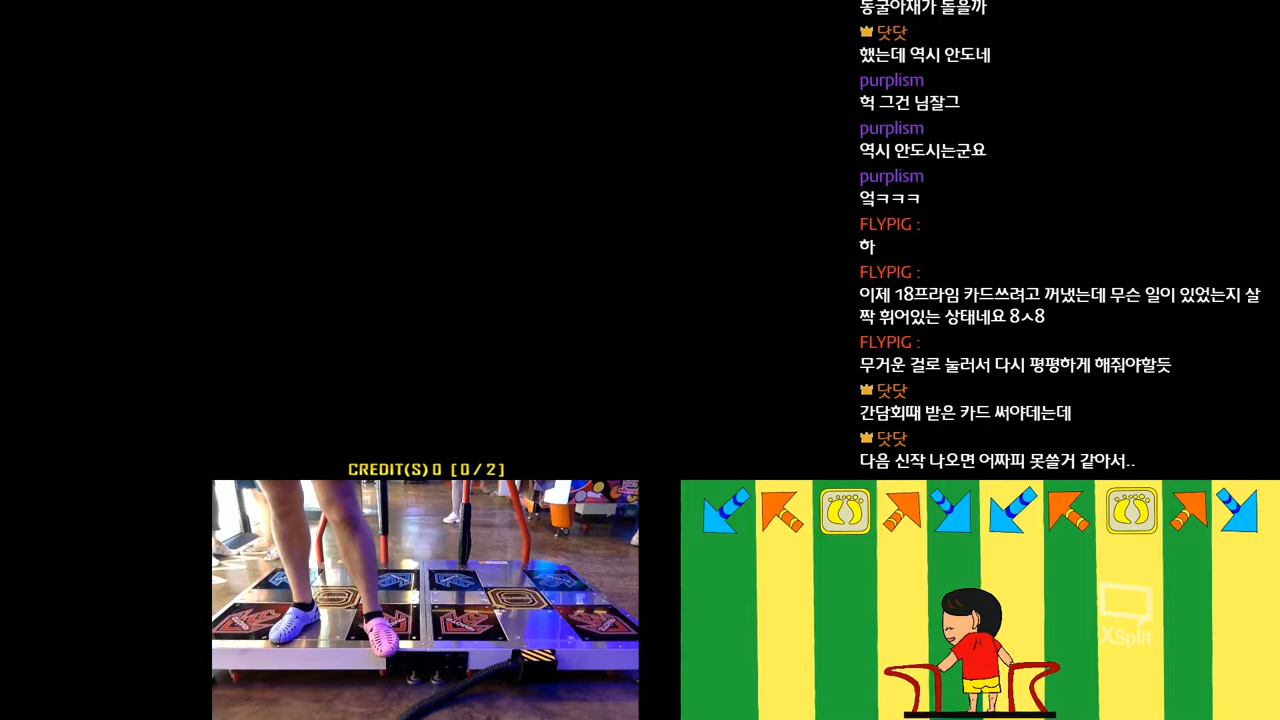 동굴아재가 돌을까
닷닷
했는데 역시 안도네
purplism
헉 그건 님잘그
purplism
역시 안도시는군요
purplism
엌ㅋㅋㅋ
FLYPIG :
하
FLYPIG :
이제 18프라임 카드쓰려고 꺼냈는데 무슨 일이 있었는지 살
짝 휘어있는 상태네요 8ㅅ8
FLYPIG :
무거운 걸로 눌러서 다시 평평하게 해줘야할듯
닷닷
간담회때 받은 카드 써야데는데
닷닷
다음 신작 나오면 어짜피 못쓸거 같아서..
CREDIT(S) 0 [0/2]
XSplit